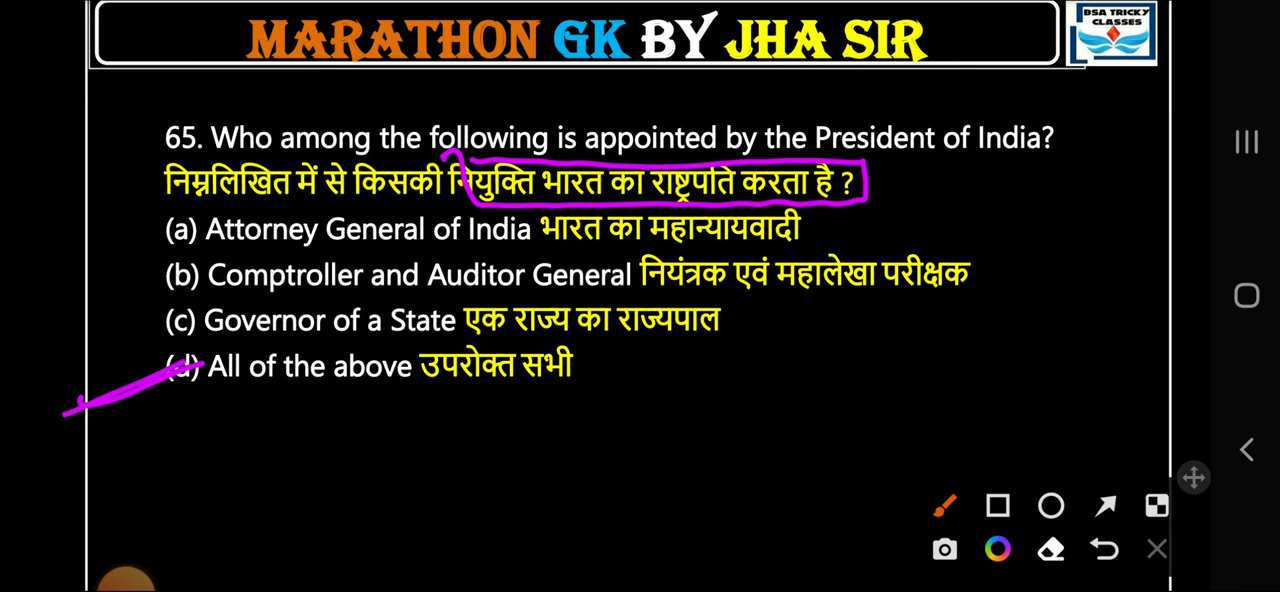 MARATHON GK BY JHA SIR
BSA TRICKY
CLASSES
65. Who among the following is appointed by the President of India?
निम्नलिखित में से किसकी नियुक्ति भारत का राष्ट्रपति करता है ?
(a) Attorney General of India भारत का महान्यायवादी
(b) Comptroller and Auditor General नियंत्रक एवं महालेखा परीक्षक
(c) Governor of a State एक राज्य का राज्यपाल
(d) All of the above उपरोक्त सभी